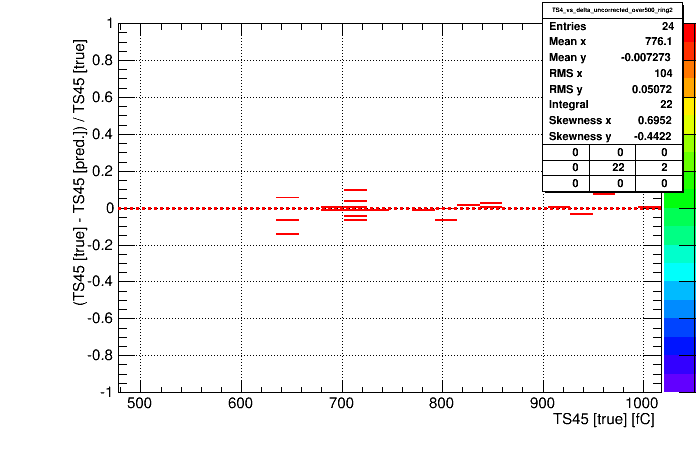 TS4_vs_delta_uncorrected_over500_ring2
Entries 24
Mean x 776.1
Mean y -0.007273
RMS x 104
RMS y 0.05072
Integral 22
Skewness x 0.6952
Skewness y -0.4422
0 0 0
0 22 2
0 0 0
(TS45 [true] - TS45 [pred.]) / TS45 [true]
1
0.8
0.6
0.4
0.2
0
-0.2
-0.4
-0.6
-0.8
-1
500 600 700 800 900 1000
TS45 [true] [fC]